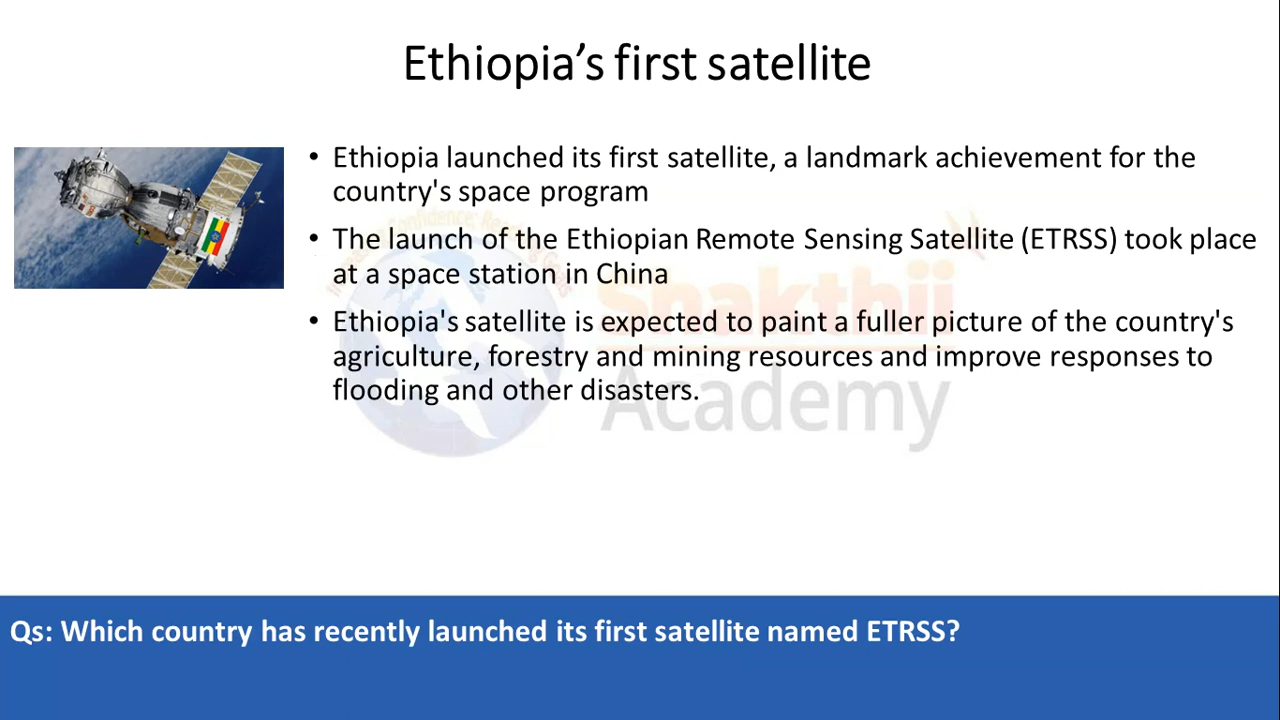 Ethiopia’s first satellite
• Ethiopia launched its first satellite, a landmark achievement for the
country's space program
• The launch of the Ethiopian Remote Sensing Satellite (ETRSS) took place
at a space station in China
• Ethiopia's satellite is expected to paint a fuller picture of the country's
agriculture, forestry and mining resources and improve responses to
flooding and other disasters.
Shakthii
Academy
Qs: Which country has recently launched its first satellite named ETRSS?